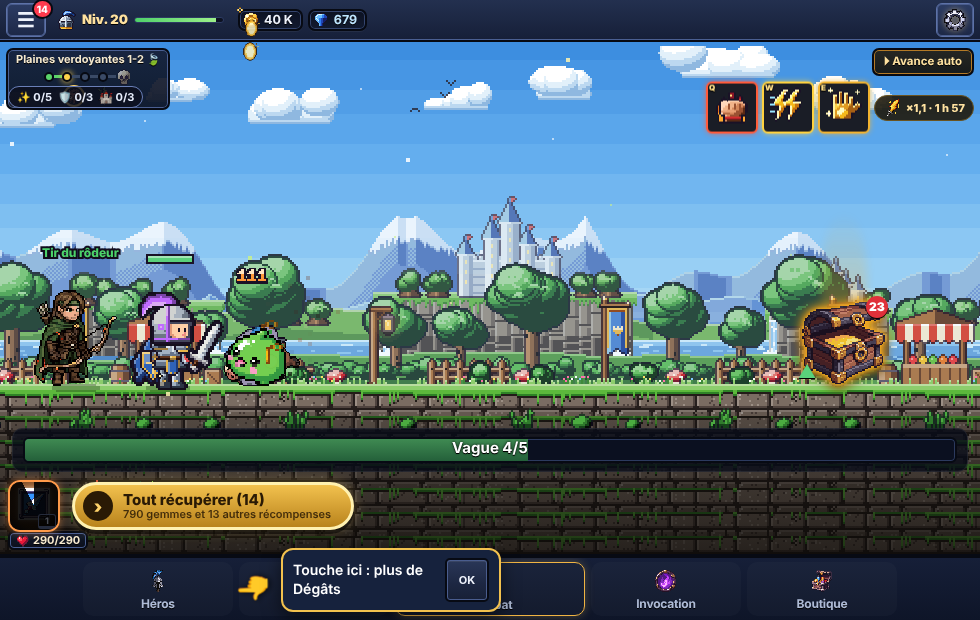 14
Niv. 20
40 K
679
Plaines verdoyantes 1-2
0/5
0/3
0/3
Avance auto
Q
W
E
×1,1 · 1 h 57
Tir du rôdeur
111
23
Vague 4/5
1
Tout récupérer (14)
790 gemmes et 13 autres récompenses
290/290
Touche ici : plus de
Dégâts
OK
Héros
Invocation
Boutique